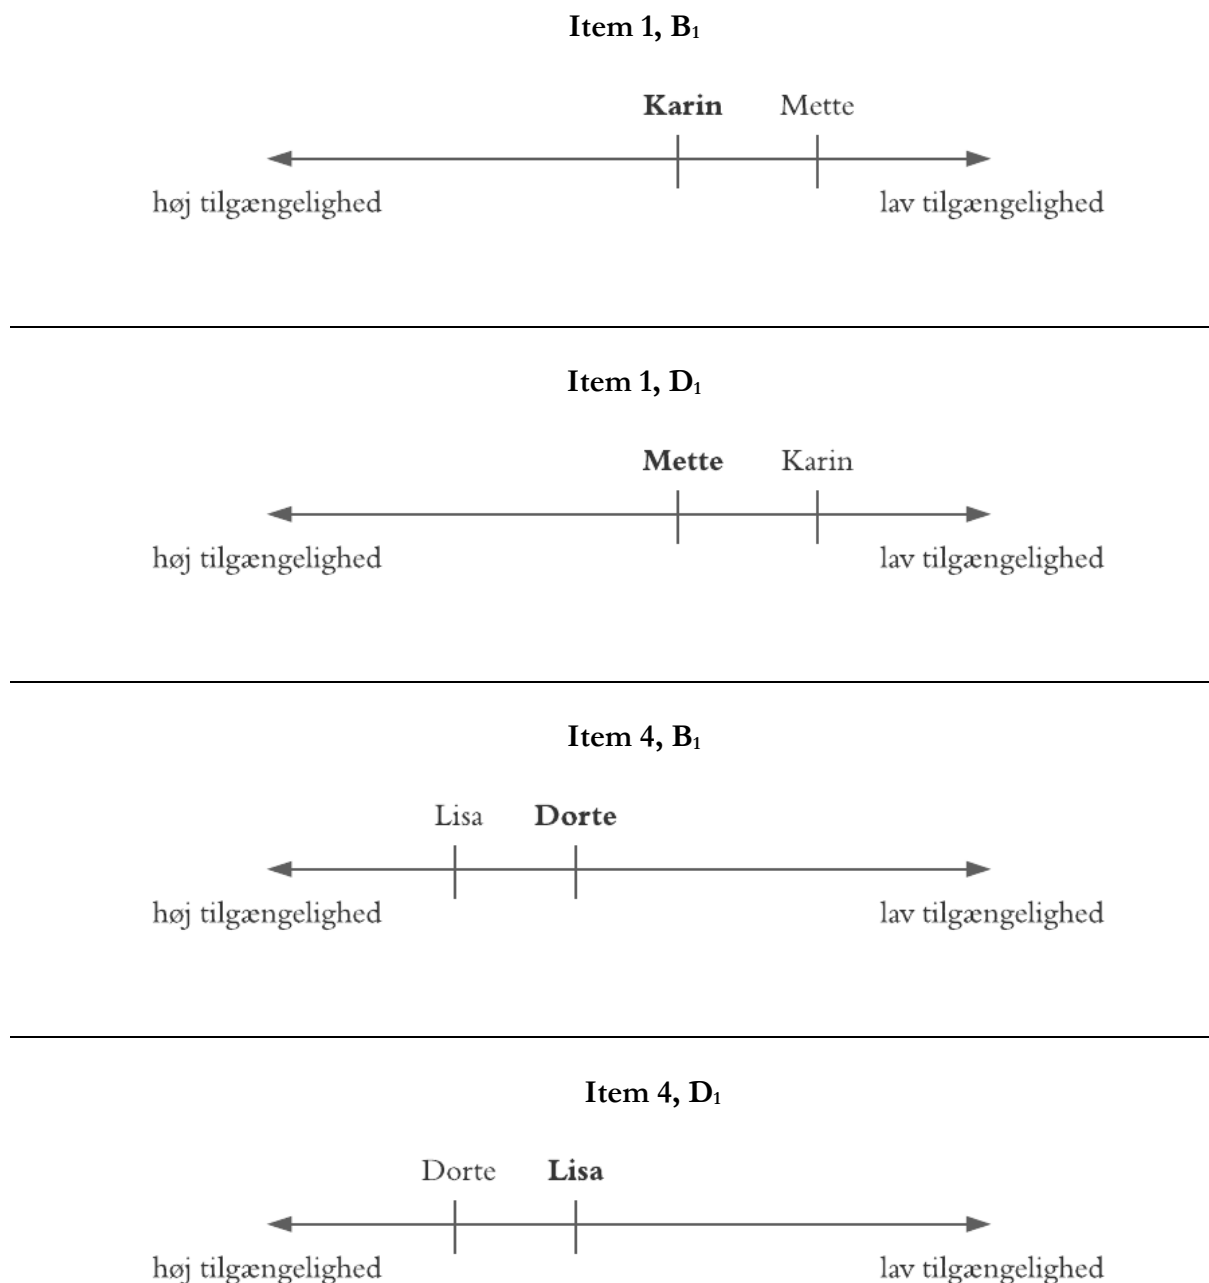 Item 1, B₁
Karin Mette
høj tilgængelighed lav tilgængelighed
Item 1, D₁
Mette Karin
høj tilgængelighed lav tilgængelighed
Item 4, B₁
Lisa Dorte
høj tilgængelighed lav tilgængelighed
Item 4, D₁
Dorte Lisa
høj tilgængelighed lav tilgængelighed